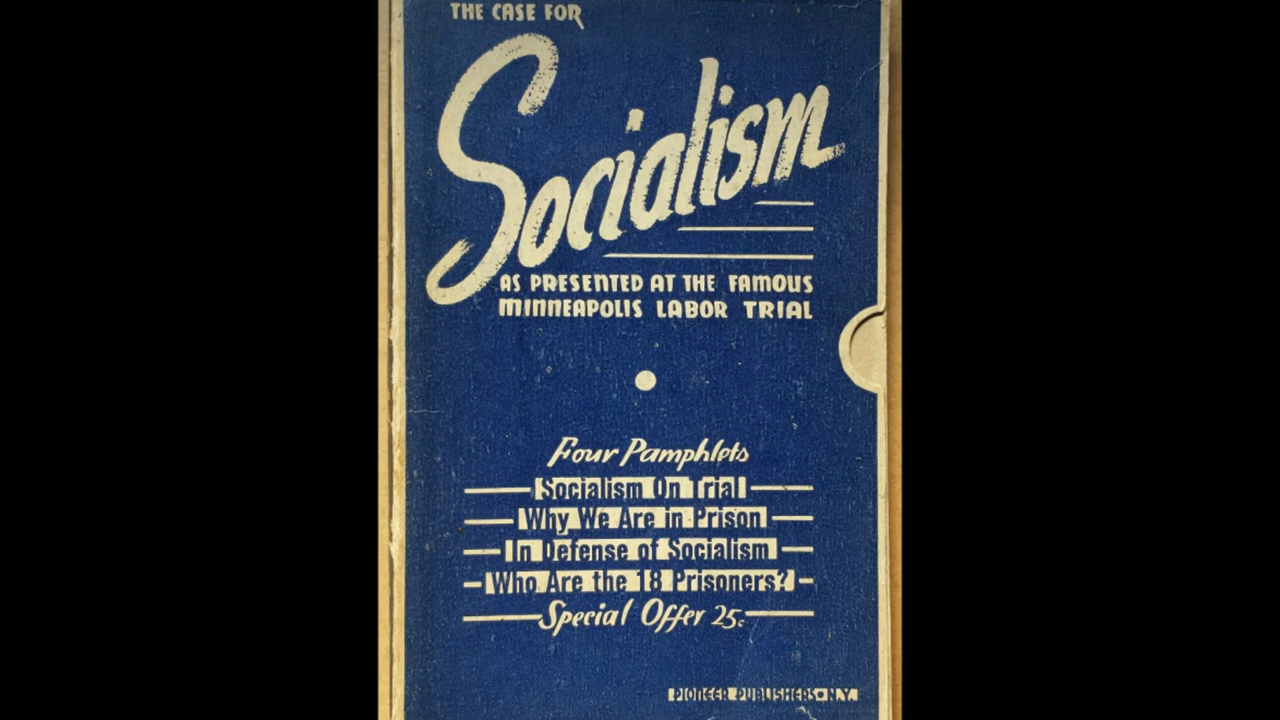 THE CASE FOR
Socialism
AS PRESENTED AT THE FAMOUS
MINNEAPOLIS LABOR TRIAL
Four Pamphlets
Socialism On Trial
Why We Are in Prison
In Defense of Socialism
Who Are the 18 Prisoners?
Special Offer 25c
PIONEER PUBLISHERS • N.Y.